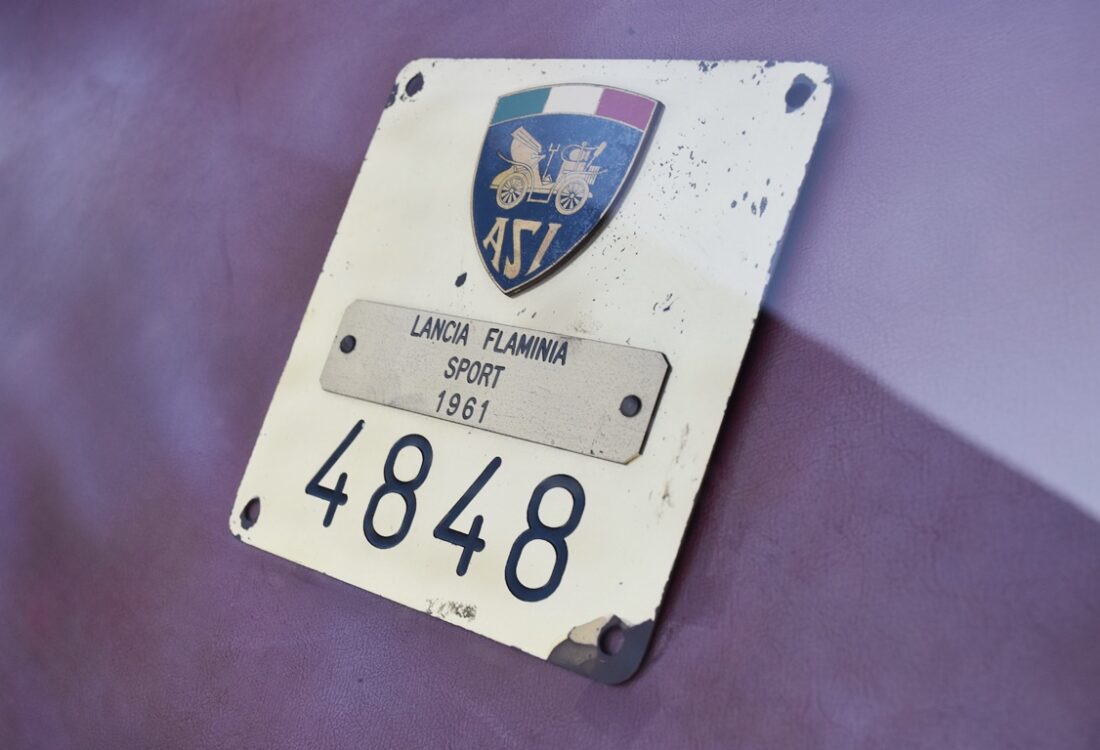 ASI
LANCIA FLAMINIA
SPORT
1961
4848